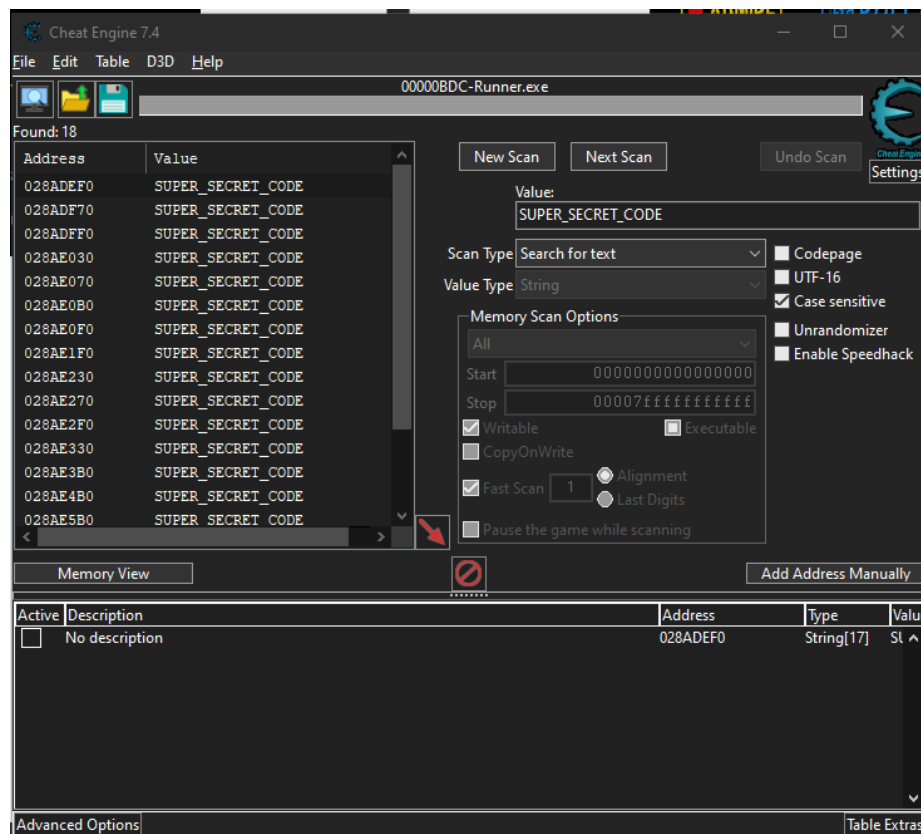 Cheat Engine 7.4
File Edit Table D3D Help
00000BDC-Runner.exe
Found: 18
Cheat Engin
Settings
Address Value
028ADEF0 SUPER_SECRET_CODE
028ADF70 SUPER_SECRET_CODE
028ADFF0 SUPER_SECRET_CODE
028AE030 SUPER_SECRET_CODE
028AE070 SUPER_SECRET_CODE
028AE0B0 SUPER_SECRET_CODE
028AE0F0 SUPER_SECRET_CODE
028AE1F0 SUPER_SECRET_CODE
028AE230 SUPER_SECRET_CODE
028AE270 SUPER_SECRET_CODE
028AE2F0 SUPER_SECRET_CODE
028AE330 SUPER_SECRET_CODE
028AE3B0 SUPER_SECRET_CODE
028AE4B0 SUPER_SECRET_CODE
028AE5B0 SUPER_SECRET_CODE
New Scan Next Scan Undo Scan
Value:
SUPER_SECRET_CODE
Scan Type Search for text
Value Type String
Codepage
UTF-16
Case sensitive
Unrandomizer
Enable Speedhack
Memory Scan Options
All
Start 0000000000000000
Stop 00007fffffffffff
Writable Executable
CopyOnWrite
Fast Scan 1 Alignment
Last Digits
Pause the game while scanning
Memory View Add Address Manually
Active Description Address Type Valu
No description 028ADEF0 String[17] SU
Advanced Options Table Extras